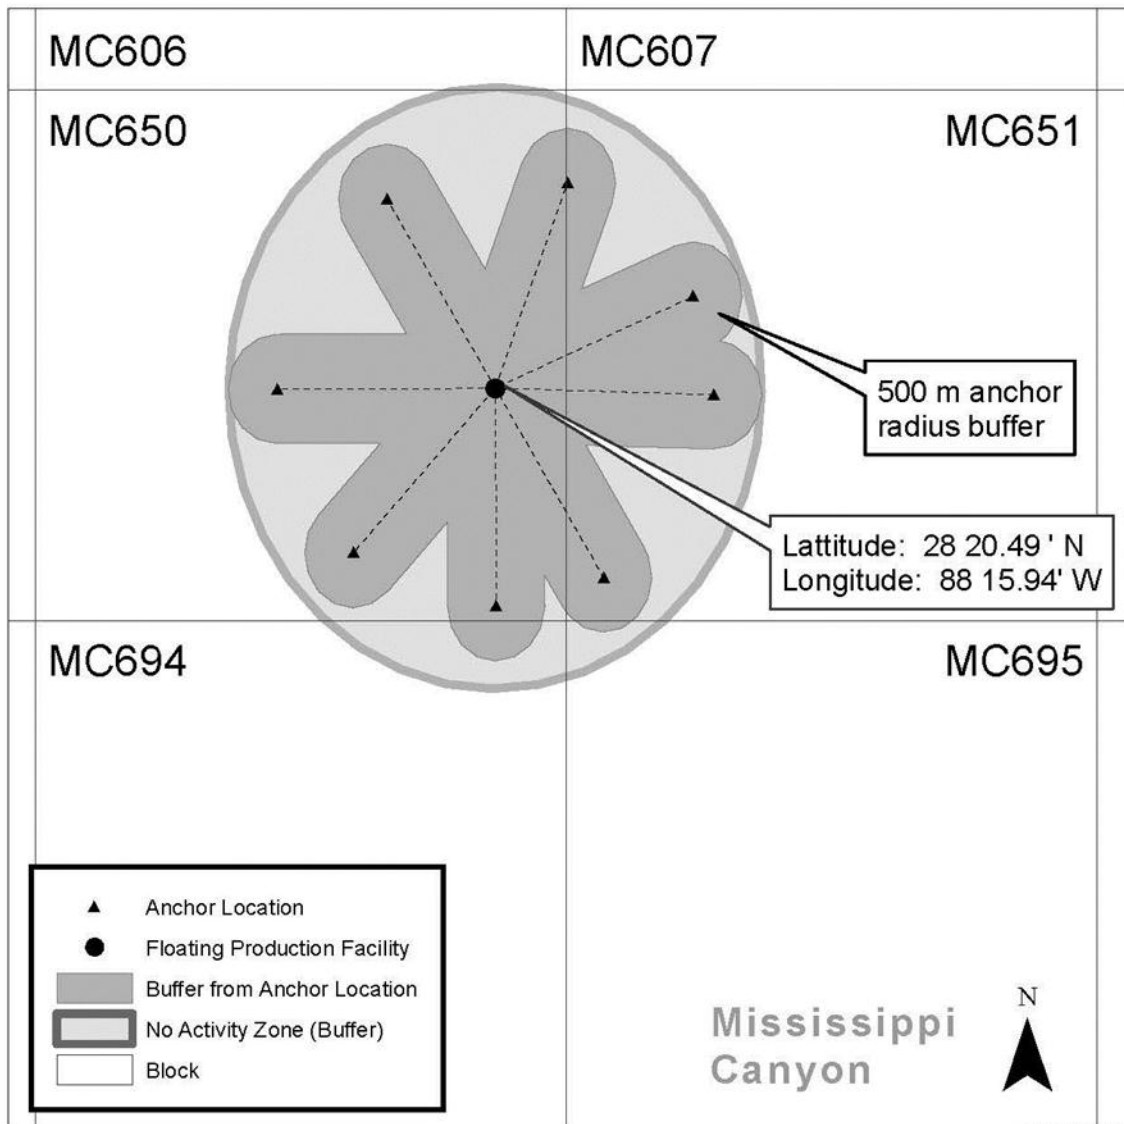 MC606
MC607
MC650
MC651
500 m anchor
radius buffer
Lattitude: 28 20.49 ' N
Longitude: 88 15.94' W
MC694
MC695
Anchor Location
Floating Production Facility
Buffer from Anchor Location
No Activity Zone (Buffer)
Block
Mississippi
Canyon
N